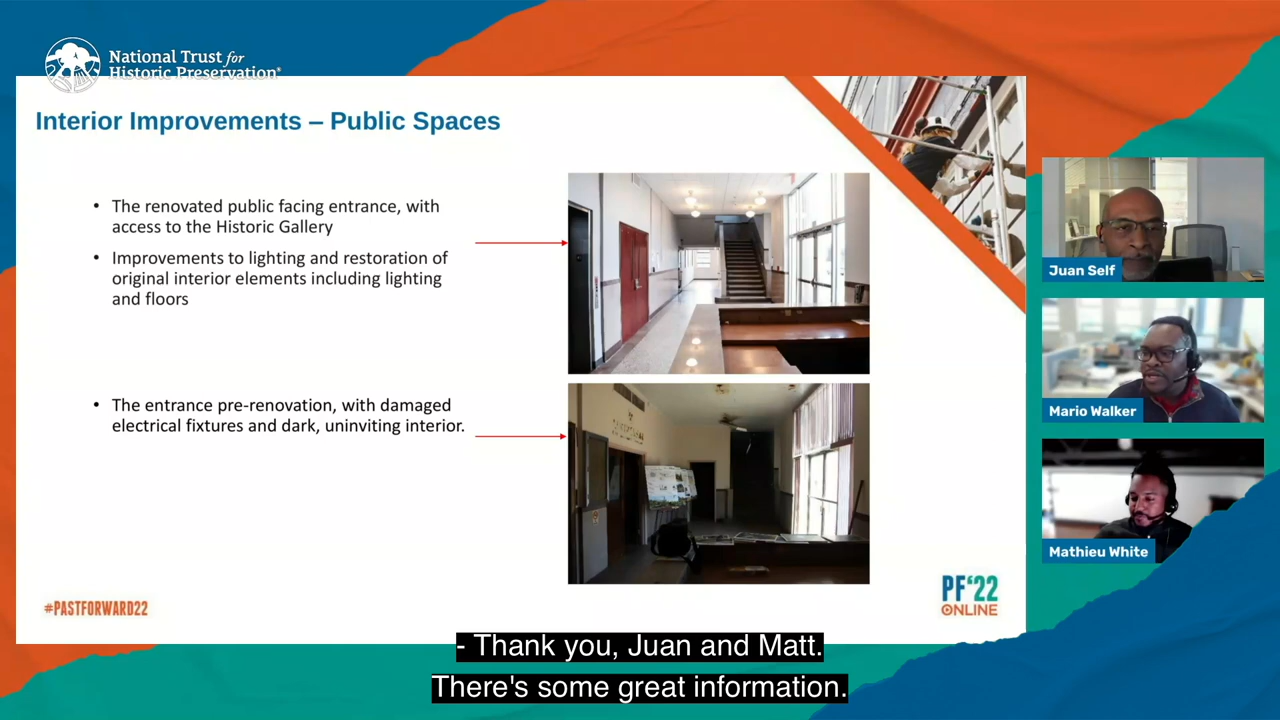 National Trust for
Historic Preservation®
Interior Improvements – Public Spaces
• The renovated public facing entrance, with
access to the Historic Gallery
• Improvements to lighting and restoration of
original interior elements including lighting
and floors
• The entrance pre-renovation, with damaged
electrical fixtures and dark, uninviting interior.
#PASTFORWARD22
PF'22
ONLINE
Juan Self
Mario Walker
Mathieu White
- Thank you, Juan and Matt.
There's some great information.